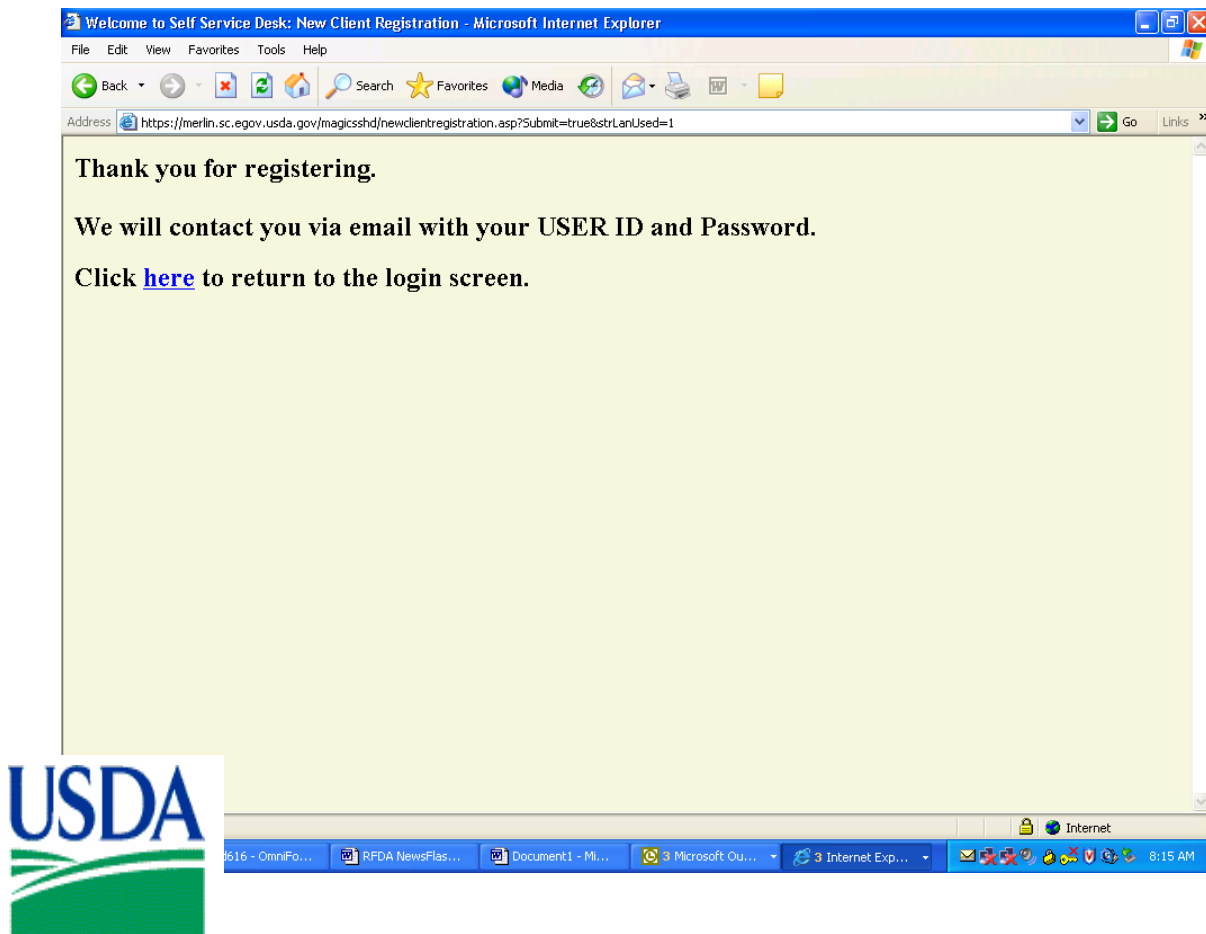 Welcome to Self Service Desk: New Client Registration - Microsoft Internet Explorer
File Edit View Favorites Tools Help
Back Search Favorites Media
Address https://merlin.sc.egov.usda.gov/magicsshd/newclientregistration.asp?Submit=true&strLanUsed=1 Go Links »
Thank you for registering.
We will contact you via email with your USER ID and Password.
Click here to return to the login screen.
Internet
USDA
616 - OmniFo... RFDA NewsFlas... Document1 - Mi... 3 Microsoft Ou... 3 Internet Exp... 8:15 AM